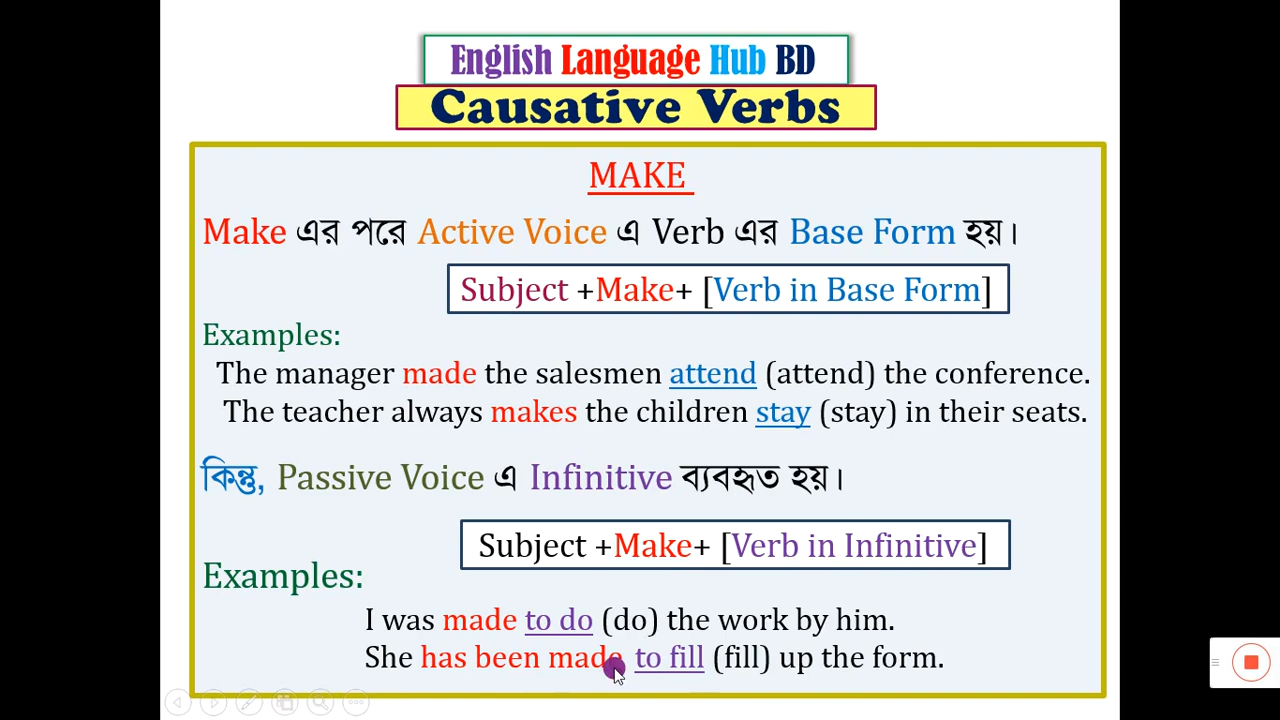 English Language Hub BD
Causative Verbs
MAKE
Make এর পরে Active Voice এ Verb এর Base Form হয়।
Subject +Make+ [Verb in Base Form]
Examples:
The manager made the salesmen attend (attend) the conference.
The teacher always makes the children stay (stay) in their seats.
কিন্তু, Passive Voice এ Infinitive ব্যবহৃত হয়।
Subject +Make+ [Verb in Infinitive]
Examples:
I was made to do (do) the work by him.
She has been made to fill (fill) up the form.